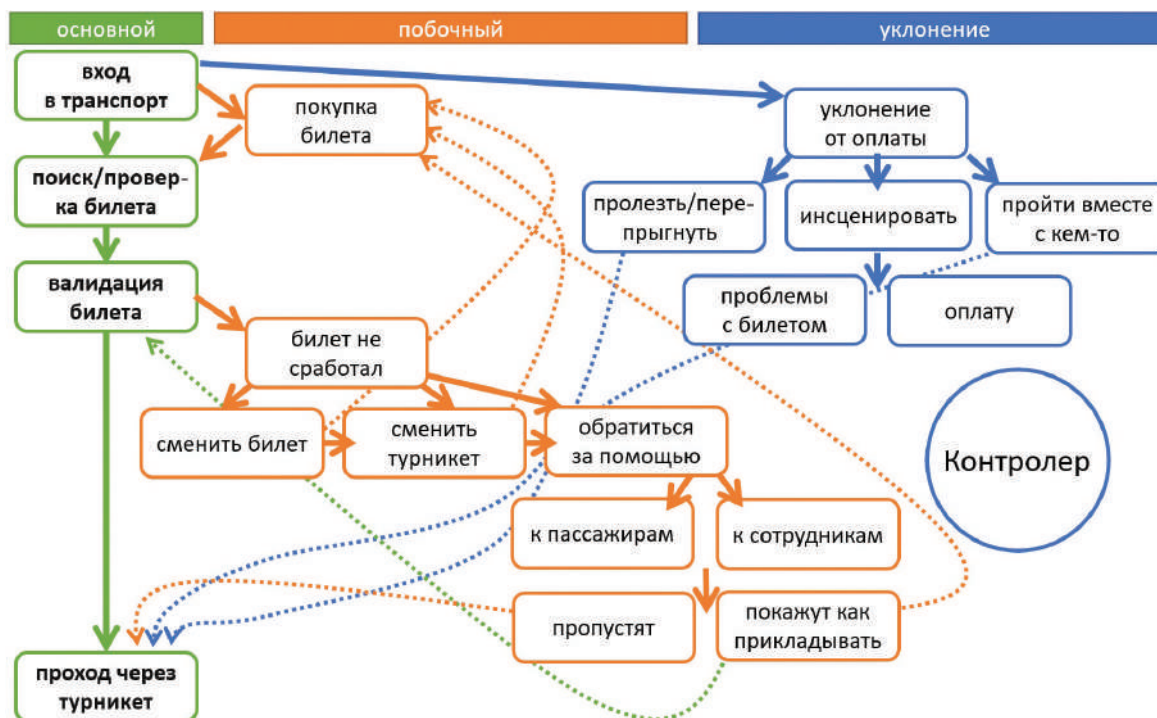 основной
побочный
уклонение
вход
в транспорт
покупка
билета
уклонение
от оплаты
поиск/провер-
ка билета
пролезть/пере-
прыгнуть
инсценировать
пройти вместе
с кем-то
валидация
билета
проблемы
с билетом
оплату
билет не
сработал
сменить билет
сменить
турникет
обратиться
за помощью
Контролер
к пассажирам
к сотрудникам
пропустят
покажут как
прикладывать
проход через
турникет